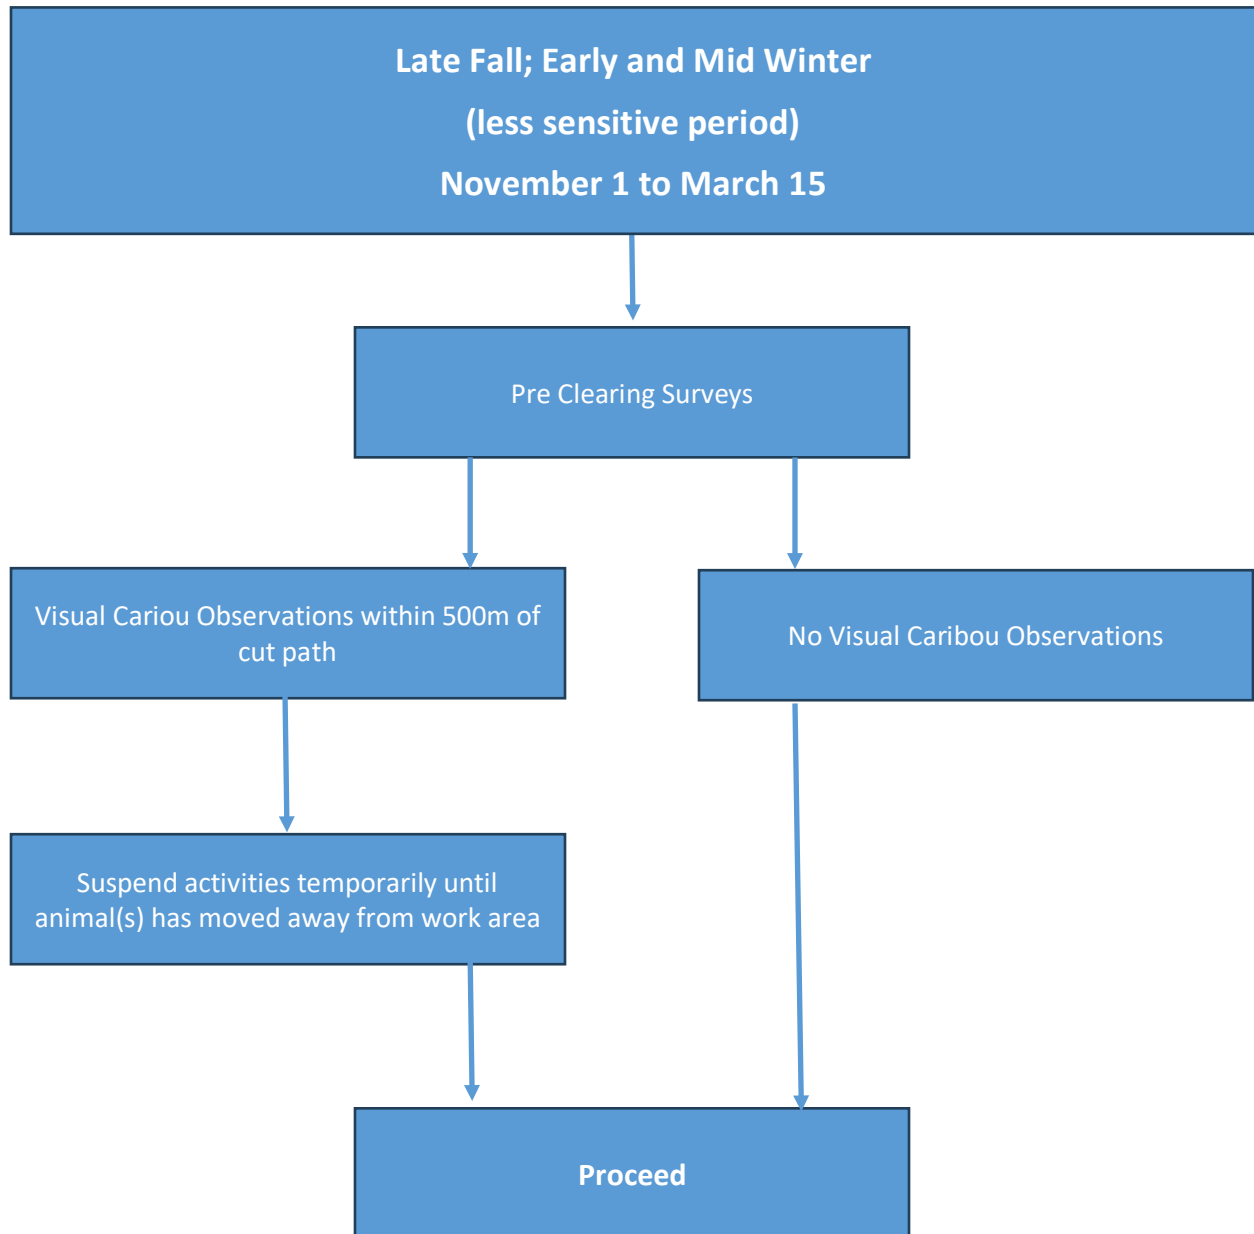 Late Fall; Early and Mid Winter
(less sensitive period)
November 1 to March 15
Pre Clearing Surveys
Visual Cariou Observations within 500m of
cut path
No Visual Caribou Observations
Suspend activities temporarily until
animal(s) has moved away from work area
Proceed